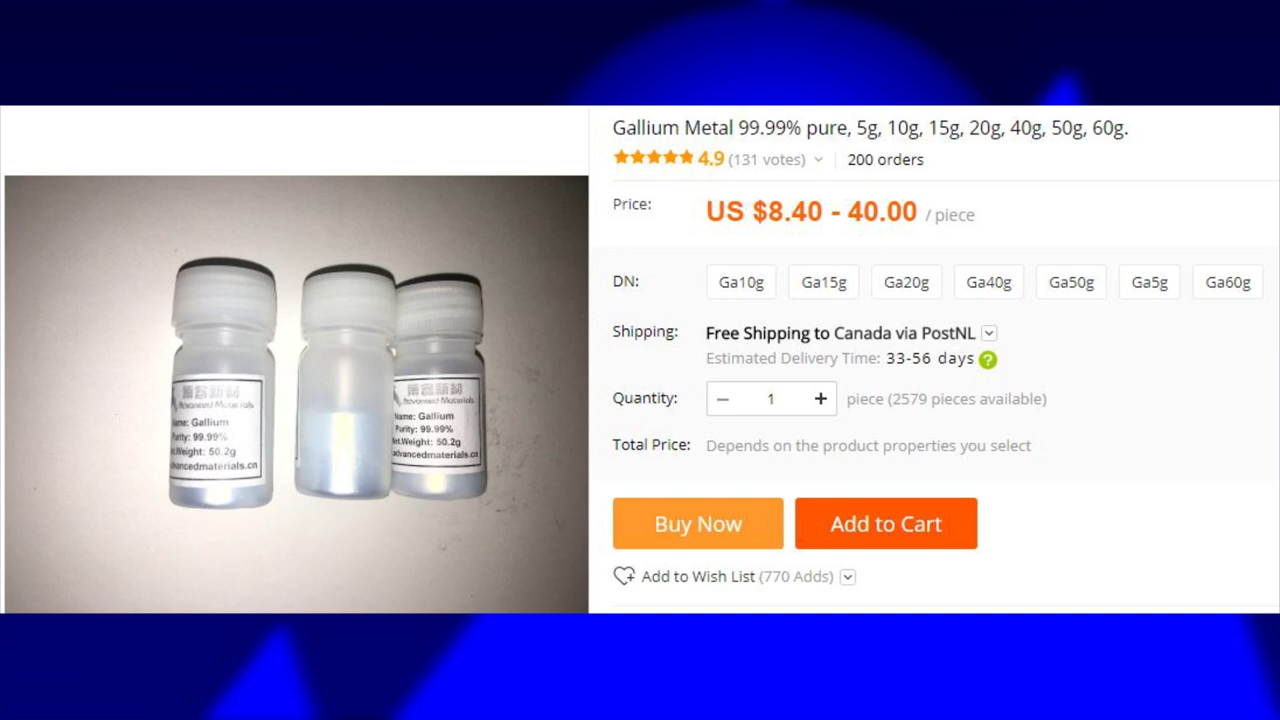 Gallium Metal 99.99% pure, 5g, 10g, 15g, 20g, 40g, 50g, 60g.
4.9 (131 votes) 200 orders
Price: US $8.40 - 40.00 / piece
DN: Ga10g Ga15g Ga20g Ga40g Ga50g Ga5g Ga60g
Shipping: Free Shipping to Canada via PostNL
Estimated Delivery Time: 33-56 days ?
Quantity: − 1 + piece (2579 pieces available)
Total Price: Depends on the product properties you select
Buy Now Add to Cart
Add to Wish List (770 Adds)
Advanced Materials
Gallium
99.99%
Weight: 50.2g
advancedmaterials.cn
Advanced Materials
Name: Gallium
Purity: 99.99%
Weight: 50.2g
advancedmaterials.cn